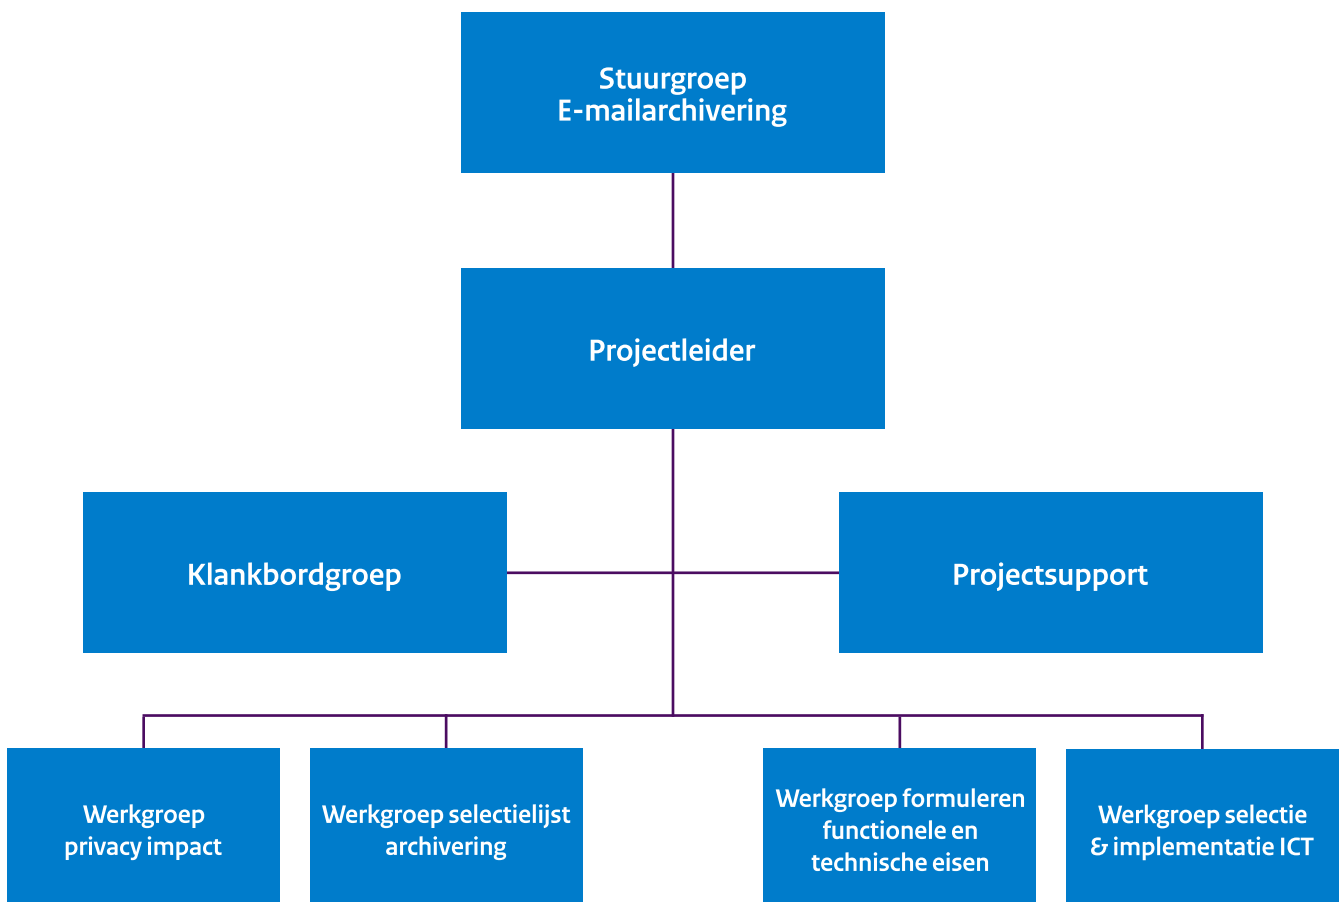 Stuurgroep
E-mailarchivering
Projectleider
Klankbordgroep
Projectsupport
Werkgroep
privacy impact
Werkgroep selectielijst
archivering
Werkgroep formuleren
functionele en
technische eisen
Werkgroep selectie
& implementatie ICT